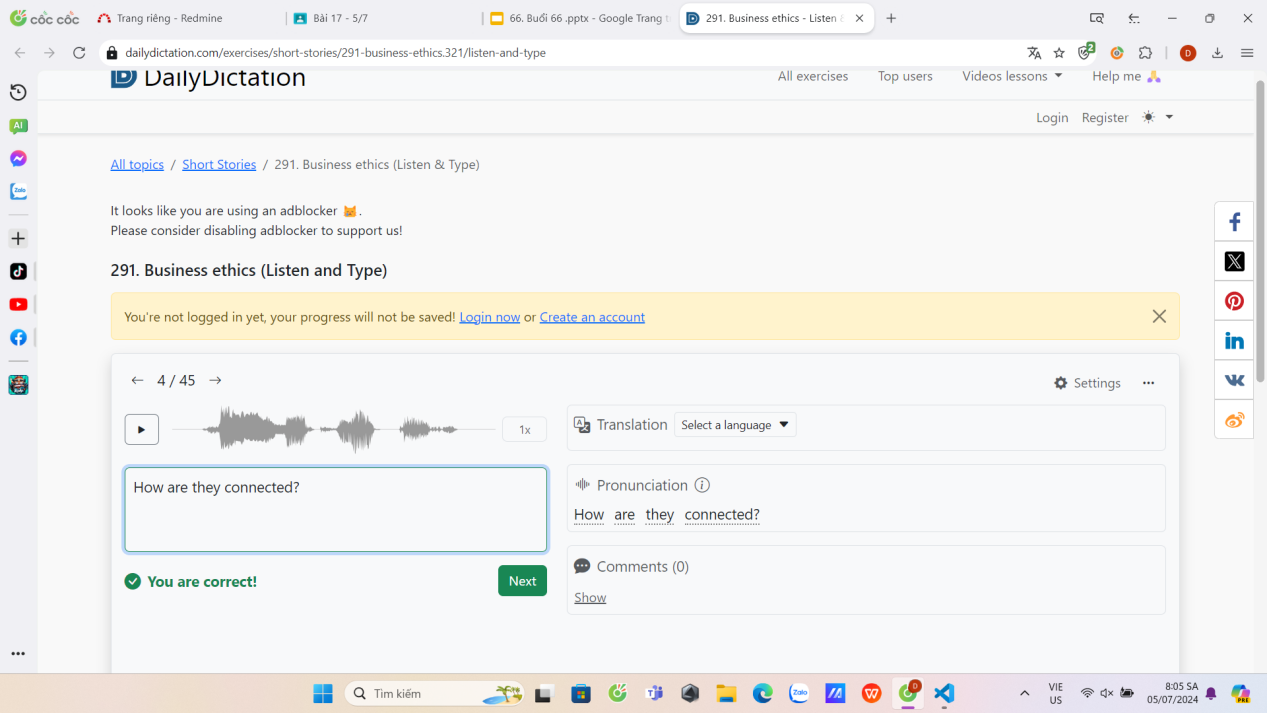 cốc cốc
Trang riêng - Redmine
Bài 17 - 5/7
66. Buổi 66 .pptx - Google Trang t
291. Business ethics - Listen &
dailydictation.com/exercises/short-stories/291-business-ethics.321/listen-and-type
2
D
AI
Zalo
DailyDictation
All exercises
Top users
Videos lessons
Help me
Login
Register
All topics / Short Stories / 291. Business ethics (Listen & Type)
It looks like you are using an adblocker .
Please consider disabling adblocker to support us!
291. Business ethics (Listen and Type)
You're not logged in yet, your progress will not be saved! Login now or Create an account
4 / 45
Settings
1x
Translation
Select a language
How are they connected?
Pronunciation
How are they connected?
You are correct!
Next
Comments (0)
Show
Tìm kiếm
Zalo
D
VIE
US
8:05 SA
05/07/2024
PRE